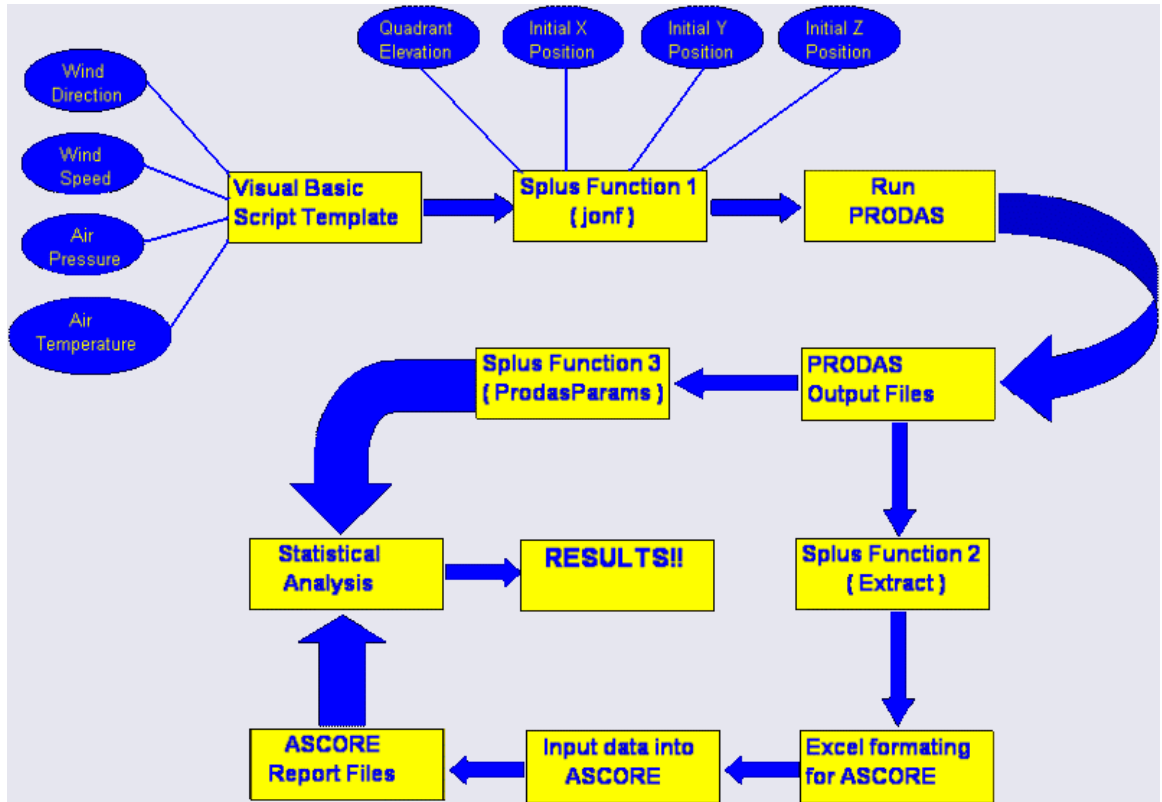 Quadrant
Elevation
Initial X
Position
Initial Y
Position
Initial Z
Position
Wind
Direction
Wind
Speed
Air
Pressure
Air
Temperature
Visual Basic
Script Template
Splus Function 1
( jonf )
Run
PRODAS
Splus Function 3
( ProdasParams )
PRODAS
Output Files
Statistical
Analysis
RESULTS!!
Splus Function 2
( Extract )
ASCORE
Report Files
Input data into
ASCORE
Excel formating
for ASCORE